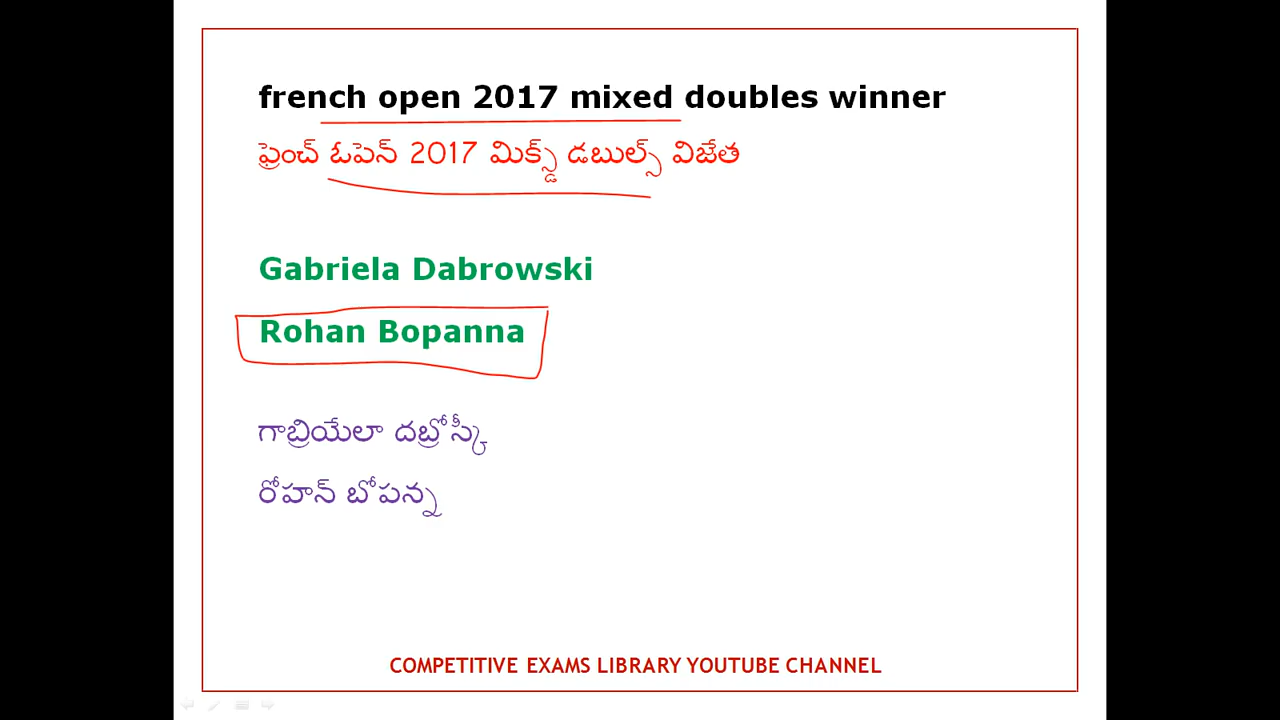 french open 2017 mixed doubles winner
ఫ్రెంచ్ ఓపెన్ 2017 మిక్స్డ్ డబుల్స్ విజేత
Gabriela Dabrowski
Rohan Bopanna
గాబ్రియేలా దబ్రోస్కీ
రోహన్ బోపన్న
COMPETITIVE EXAMS LIBRARY YOUTUBE CHANNEL